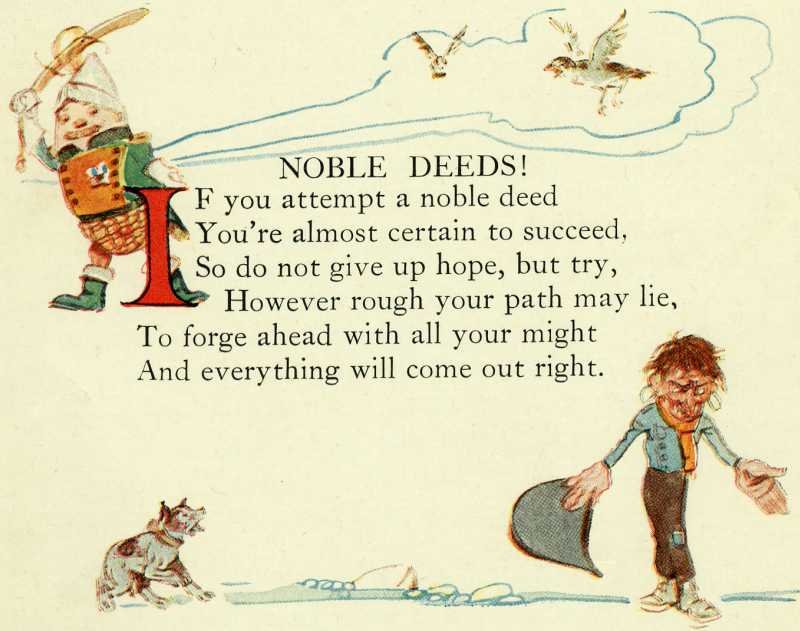 NOBLE DEEDS!
IF you attempt a noble deed
You're almost certain to succeed,
So do not give up hope, but try,
However rough your path may lie,
To forge ahead with all your might
And everything will come out right.